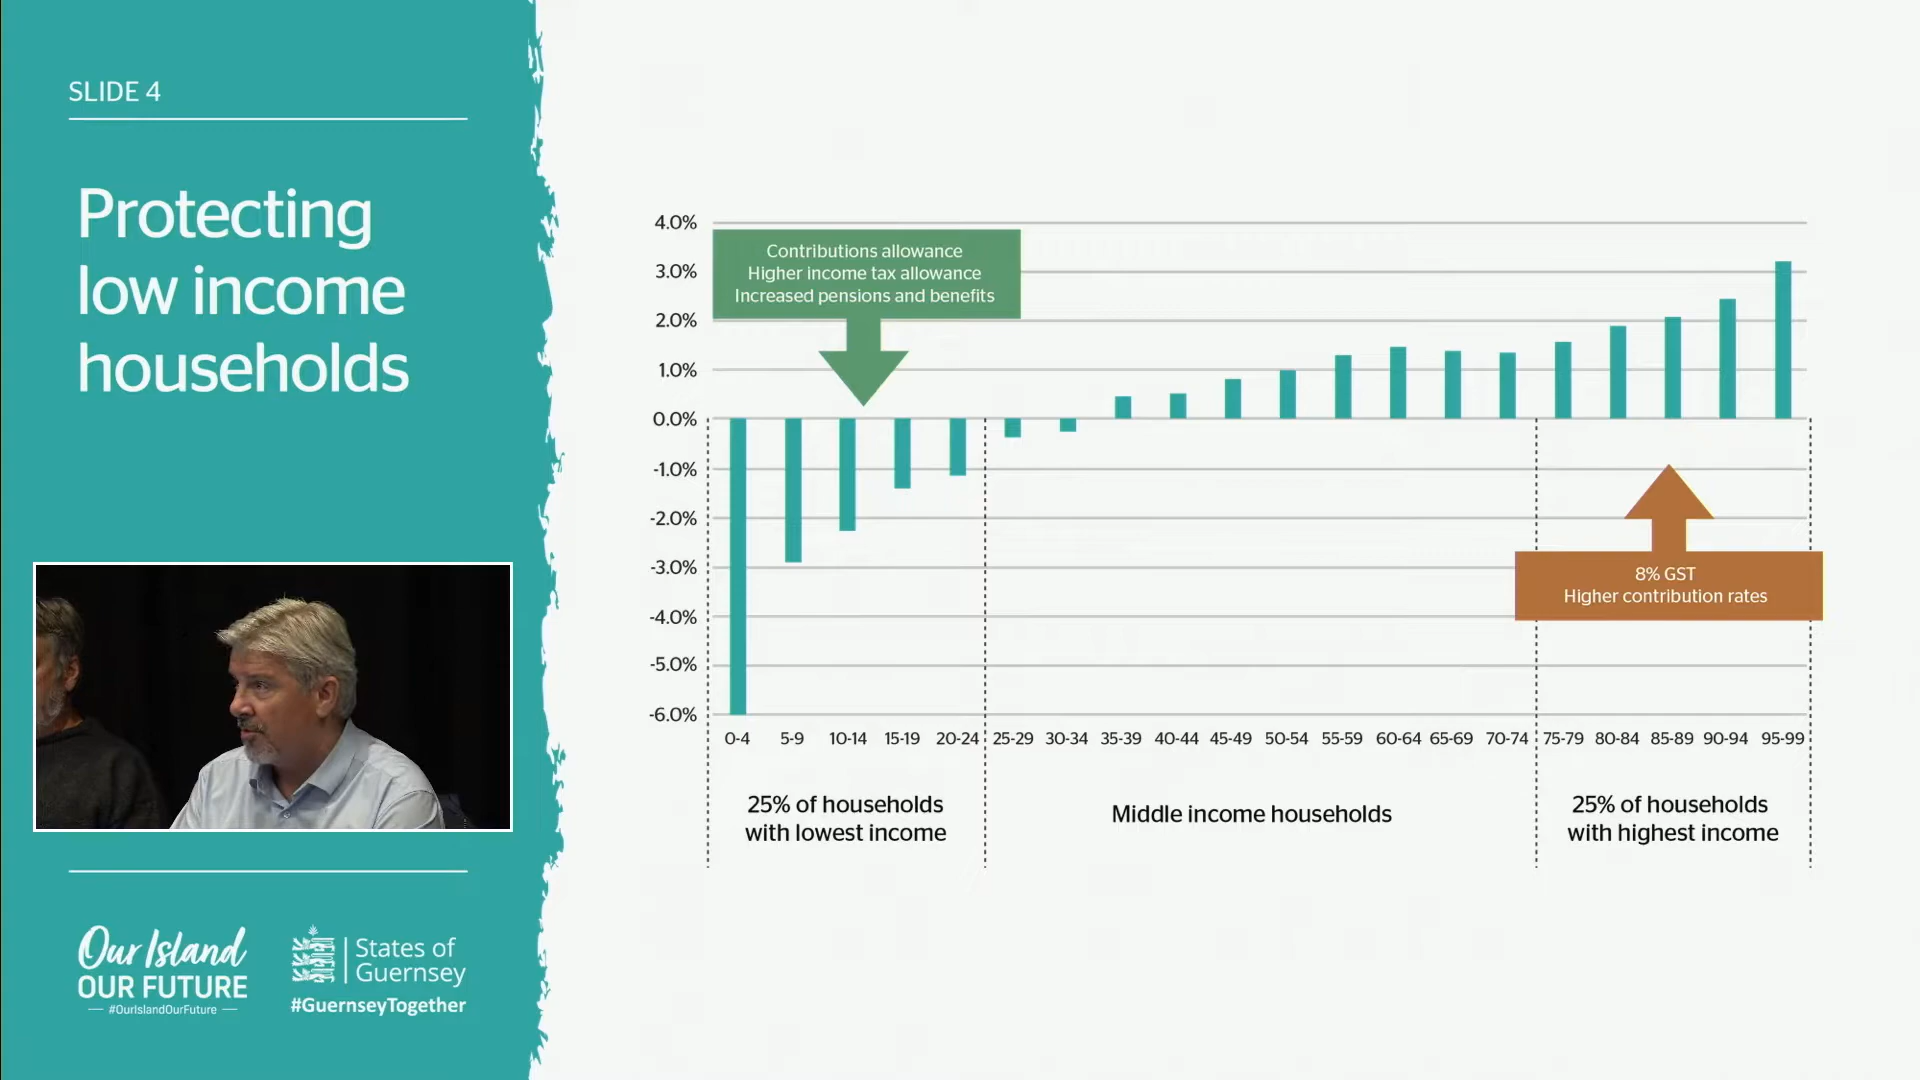 SLIDE 4
Protecting
low income
households
Our Island
OUR FUTURE
#OurIslandOurFuture
States of
Guernsey
#GuernseyTogether
4.0%
3.0%
2.0%
1.0%
0.0%
-1.0%
-2.0%
-3.0%
-4.0%
-5.0%
-6.0%
Contributions allowance
Higher income tax allowance
Increased pensions and benefits
8% GST
Higher contribution rates
0-4 5-9 10-14 15-19 20-24 25-29 30-34 35-39 40-44 45-49 50-54 55-59 60-64 65-69 70-74 75-79 80-84 85-89 90-94 95-99
25% of households
with lowest income
Middle income households
25% of households
with highest income